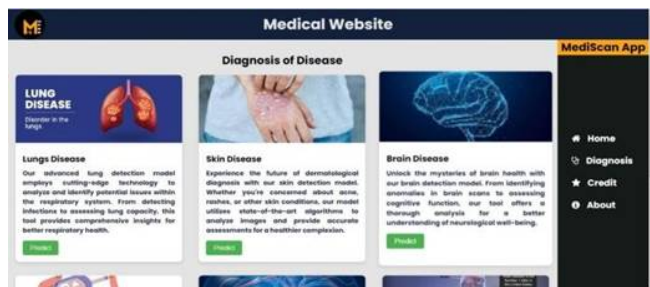 ME
Medical Website
MediScan App
Diagnosis of Disease
LUNG
DISEASE
Disorder in the
lungs
Lungs Disease
Our advanced lung detection model
employs cutting-edge technology to
analyze and identify potential issues within
the respiratory system. From detecting
infections to assessing lung capacity, this
tool provides comprehensive insights for
better respiratory health.
Predict
Skin Disease
Experience the future of dermatological
diagnosis with our skin detection model.
Whether you're concerned about acne,
rashes, or other skin conditions, our model
utilizes state-of-the-art algorithms to
analyze images and provide accurate
assessments for a healthier complexion.
Predict
Brain Disease
Unlock the mysteries of brain health with
our brain detection model. From identifying
anomalies in brain scans to assessing
cognitive function, our tool offers a
thorough analysis for a better
understanding of neurological well-being.
Predict
Home
Diagnosis
Credit
About